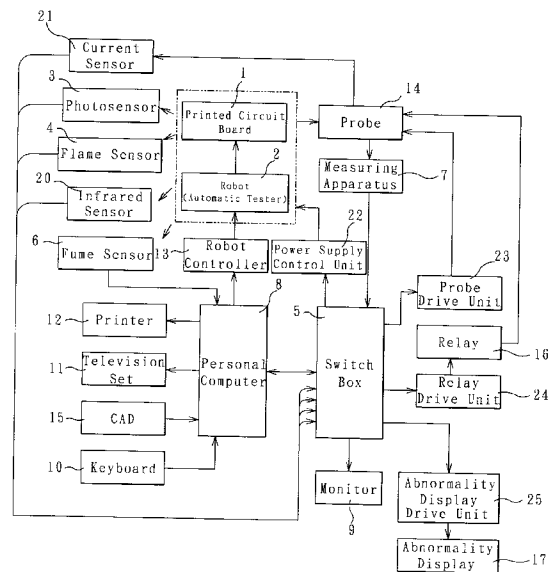 21
Current
Sensor
3
Photosensor
4
Flame Sensor
20
Infrared
Sensor
6
Fume Sensor
1
Printed Circuit
Board
2
Robot
(Automatic Tester)
14
Probe
Measuring
Apparatus
7
13
Robot
Controller
22
Power Supply
Control Unit
23
Probe
Drive Unit
8
Personal
Computer
5
Switch
Box
12
Printer
11
Television
Set
15
CAD
10
Keyboard
Relay
16
Relay
Drive Unit
24
Monitor
9
Abnormality
Display
Drive Unit
25
Abnormality
Display
17